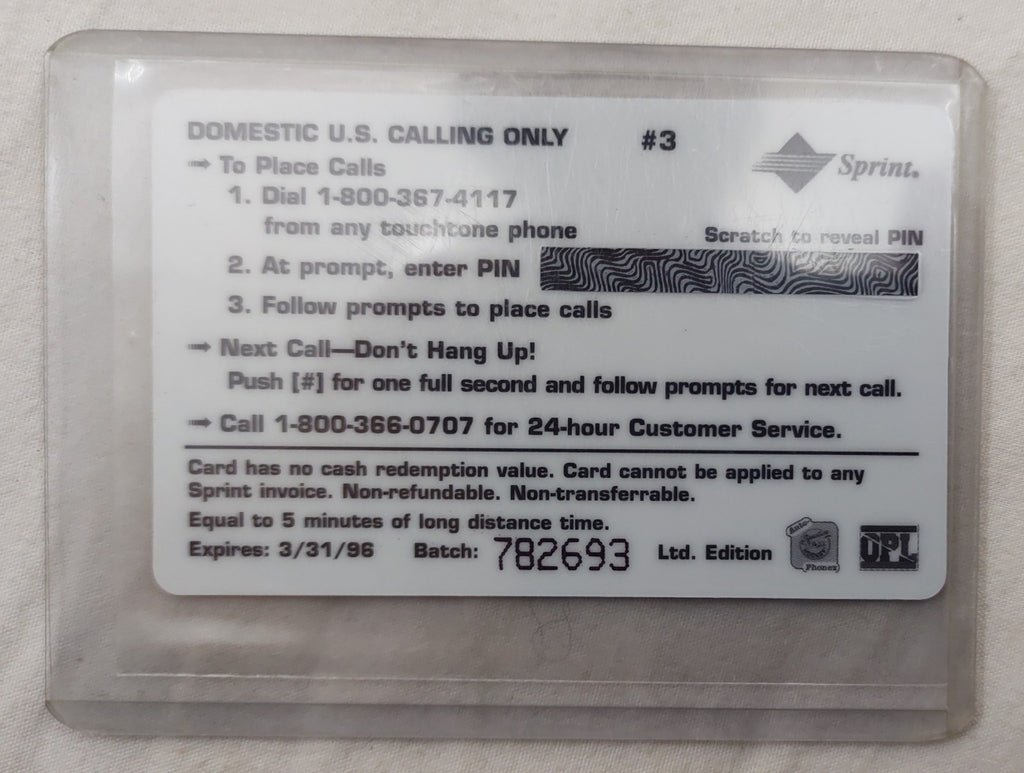 DOMESTIC U.S. CALLING ONLY #3
Sprint.
→ To Place Calls
1. Dial 1-800-367-4117
from any touchtone phone
Scratch to reveal PIN
2. At prompt, enter PIN
3. Follow prompts to place calls
→ Next Call—Don't Hang Up!
Push [#] for one full second and follow prompts for next call.
→ Call 1-800-366-0707 for 24-hour Customer Service.
Card has no cash redemption value. Card cannot be applied to any
Sprint invoice. Non-refundable. Non-transferrable.
Equal to 5 minutes of long distance time.
Expires: 3/31/96 Batch: 782693 Ltd. Edition
Phonez
OPL